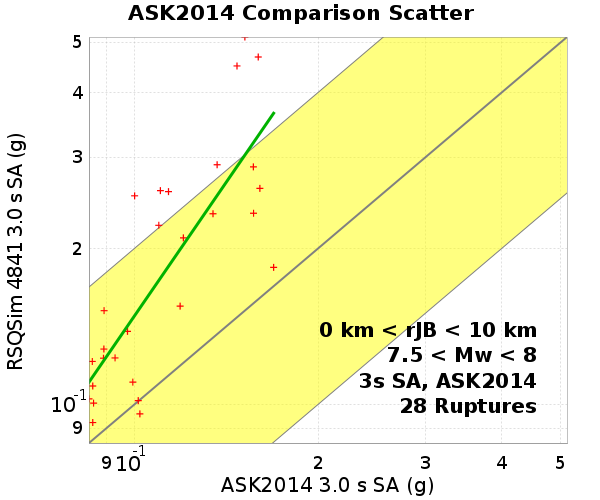 ASK2014 Comparison Scatter
RSQSim 4841 3.0 s SA (g)
5
4
3
2
10-1
9
0 km < rJB < 10 km
7.5 < Mw < 8
3s SA, ASK2014
28 Ruptures
9 10-1 2 3 4 5
ASK2014 3.0 s SA (g)